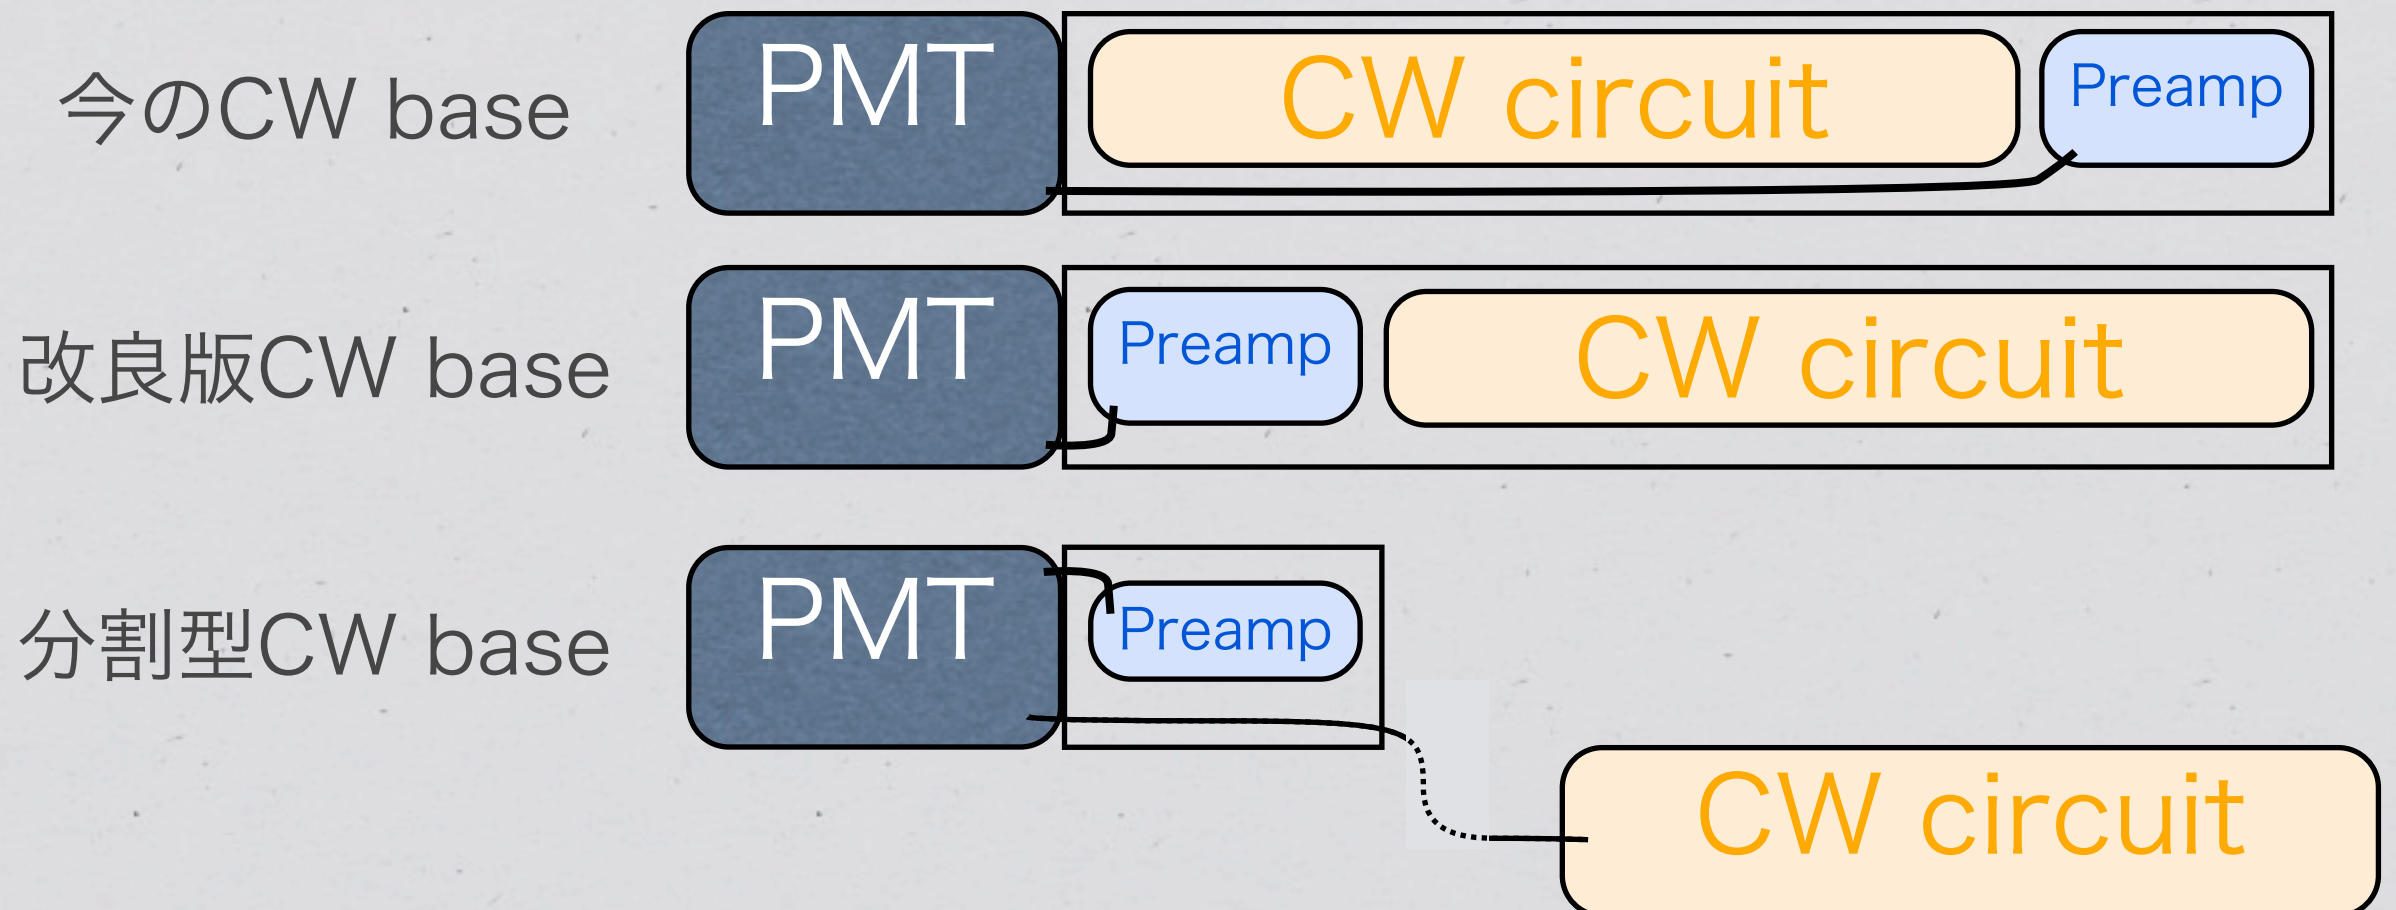 今のCW base
PMT
CW circuit
Preamp
改良版CW base
PMT
Preamp
CW circuit
分割型CW base
PMT
Preamp
CW circuit